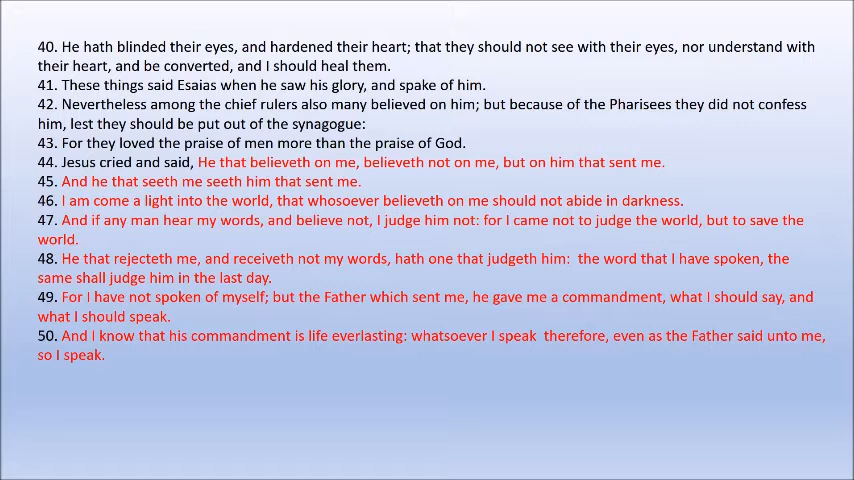 40. He hath blinded their eyes, and hardened their heart; that they should not see with their eyes, nor understand with
their heart, and be converted, and I should heal them.
41. These things said Esaias when he saw his glory, and spake of him.
42. Nevertheless among the chief rulers also many believed on him; but because of the Pharisees they did not confess
him, lest they should be put out of the synagogue:
43. For they loved the praise of men more than the praise of God.
44. Jesus cried and said, He that believeth on me, believeth not on me, but on him that sent me.
45. And he that seeth me seeth him that sent me.
46. I am come a light into the world, that whosoever believeth on me should not abide in darkness.
47. And if any man hear my words, and believe not, I judge him not: for I came not to judge the world, but to save the
world.
48. He that rejecteth me, and receiveth not my words, hath one that judgeth him:  the word that I have spoken, the
same shall judge him in the last day.
49. For I have not spoken of myself; but the Father which sent me, he gave me a commandment, what I should say, and
what I should speak.
50. And I know that his commandment is life everlasting: whatsoever I speak  therefore, even as the Father said unto me,
so I speak.